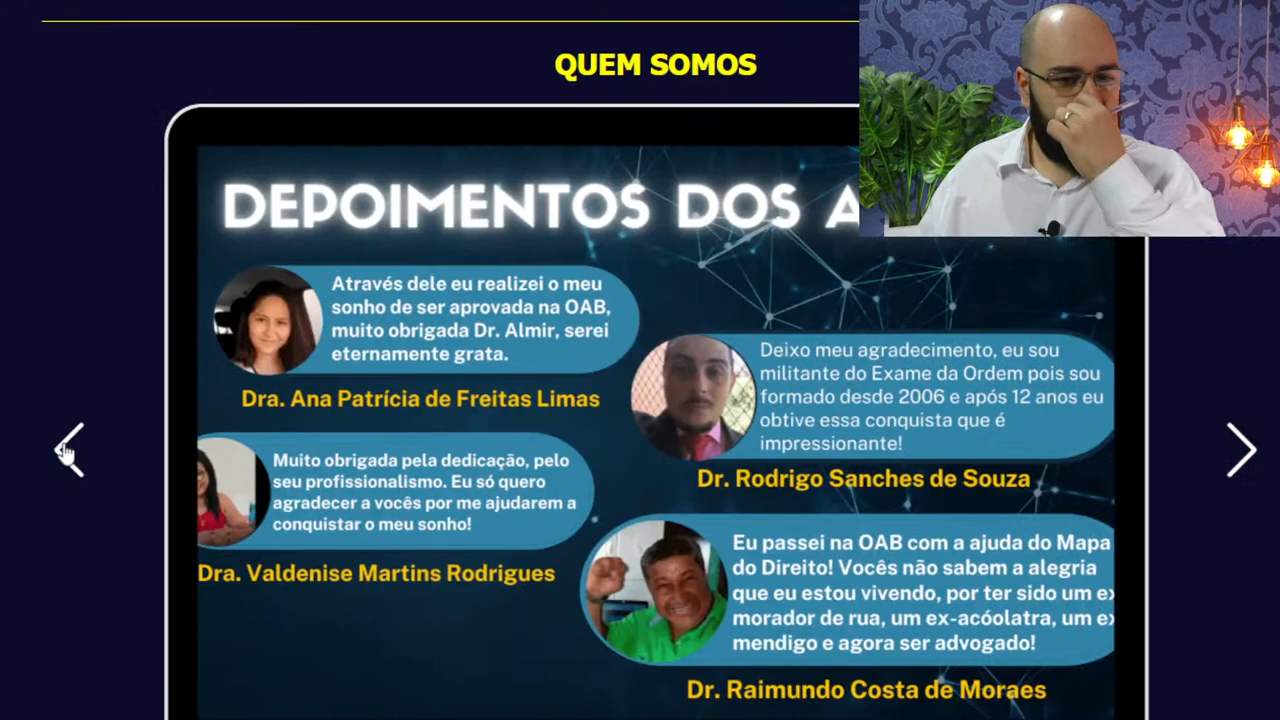 QUEM SOMOS
DEPOIMENTOS DOS A
Através dele eu realizei o meu
sonho de ser aprovada na OAB,
muito obrigada Dr. Almir, serei
eternamente grata.
Dra. Ana Patrícia de Freitas Limas
Deixo meu agradecimento, eu sou
militante do Exame da Ordem pois sou
formado desde 2006 e após 12 anos eu
obtive essa conquista que é
impressionante!
Dr. Rodrigo Sanches de Souza
Muito obrigada pela dedicação, pelo
seu profissionalismo. Eu só quero
agradecer a vocês por me ajudarem a
conquistar o meu sonho!
Dra. Valdenise Martins Rodrigues
Eu passei na OAB com a ajuda do Mapa
do Direito! Vocês não sabem a alegria
que eu estou vivendo, por ter sido um ex
morador de rua, um ex-acóolatra, um ex
mendigo e agora ser advogado!
Dr. Raimundo Costa de Moraes